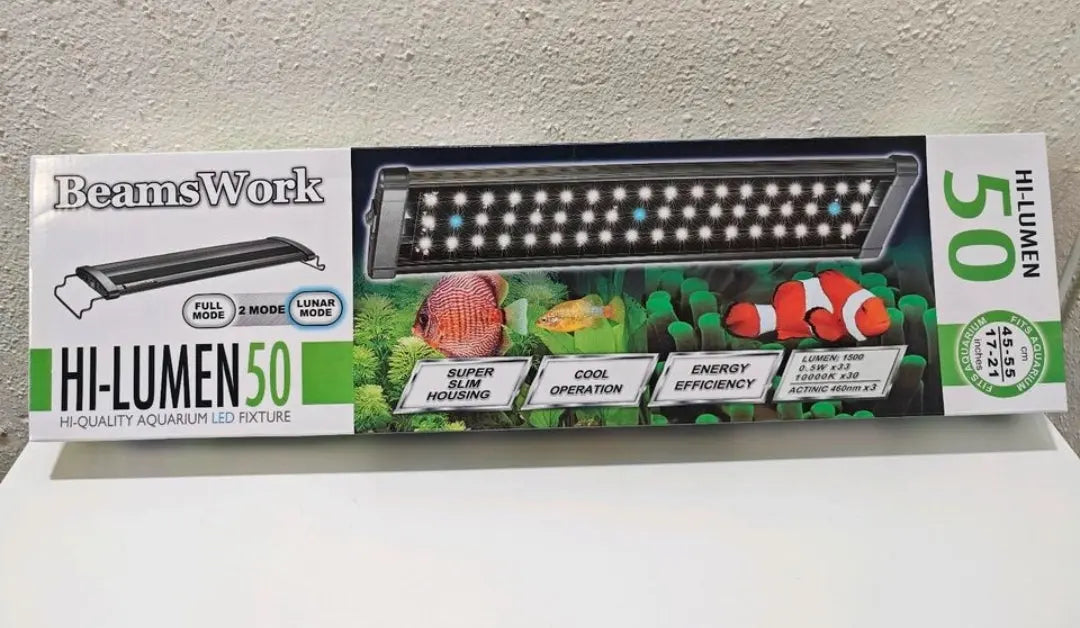 BeamsWork
FULL MODE
2 MODE
LUNAR MODE
HI-LUMEN 50
HI-QUALITY AQUARIUM LED FIXTURE
SUPER
SLIM
HOUSING
COOL
OPERATION
ENERGY
EFFICIENCY
LUMEN: 1500
0.5W x33
10000K x30
ACTINIC 460nm x3
HI-LUMEN
50
FITS AQUARIUM
45-55
cm
17-21
inches
FITS AQUARIUM